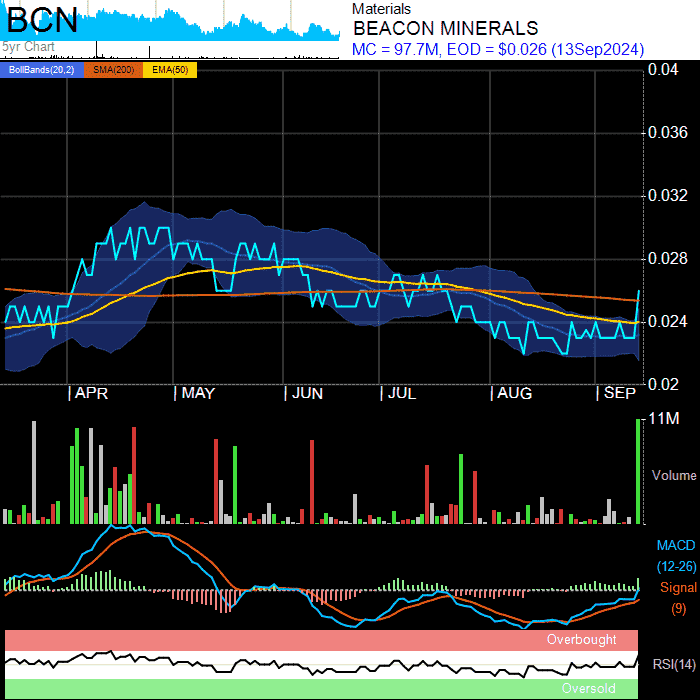 BCN
5yr Chart
Materials
BEACON MINERALS
MC = 97.7M, EOD = $0.026 (13Sep2024)
BollBands(20,2) SMA(200) EMA(50)
0.04
0.036
0.032
0.028
0.024
0.02
APR MAY JUN JUL AUG SEP
11M
Volume
MACD
(12-26)
Signal
(9)
Overbought
RSI(14)
Oversold